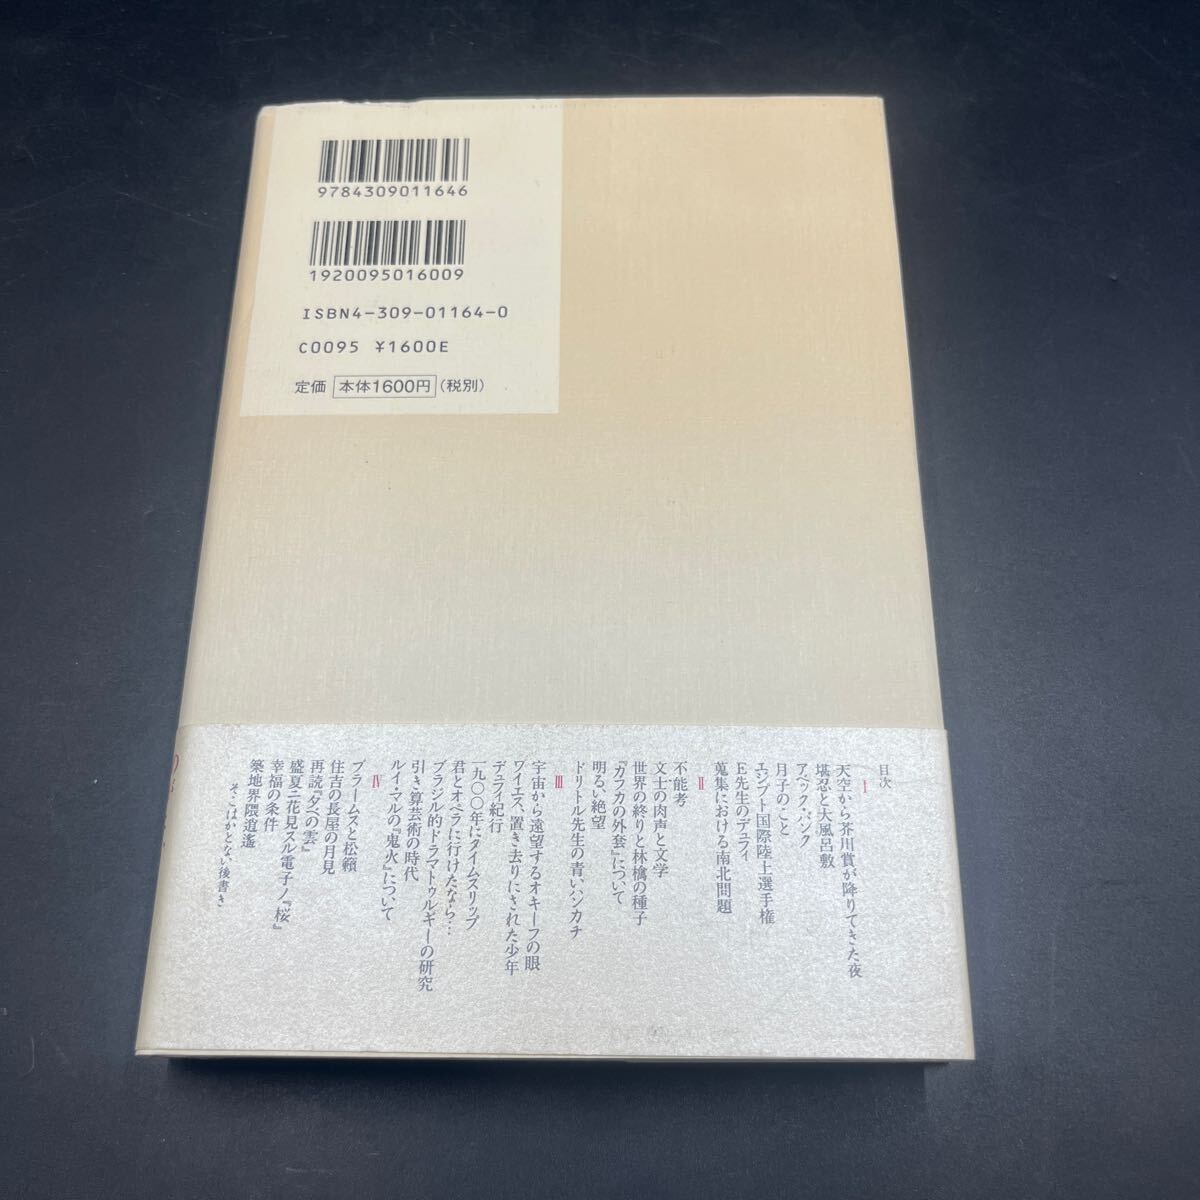 9784309011646
1920095016009
ISBN4-309-01164-0
C0095 ¥1600E
定価 本体1600円(税別)
目次
I
天空から芥川賞が降りてきた夜
堪忍と大風呂敷
アベック・パンク
月子のこと
エジプト国際陸上選手権
E先生のデュフィ
蒐集における南北問題
II
不能考
文士の肉声と文学
世界の終りと林檎の種子
『カフカの外套』について
明るい絶望
ドリトル先生の青いハンカチ
III
宇宙から遠望するオキーフの眼
ワイエス、置き去りにされた少年
デュフィ紀行
一九〇〇年にタイムスリップ
君とオペラに行けたなら…
ブラジル的ドラマトゥルギーの研究
引き算芸術の時代
ルイ・マルの『鬼火』について
IV
ブラームスと松籟
住吉の長屋の月見
再読『夕べの雲』
盛夏ニ花見スル電子ノ『桜』
幸福の条件
築地界隈逍遙
そこはかとない後書き